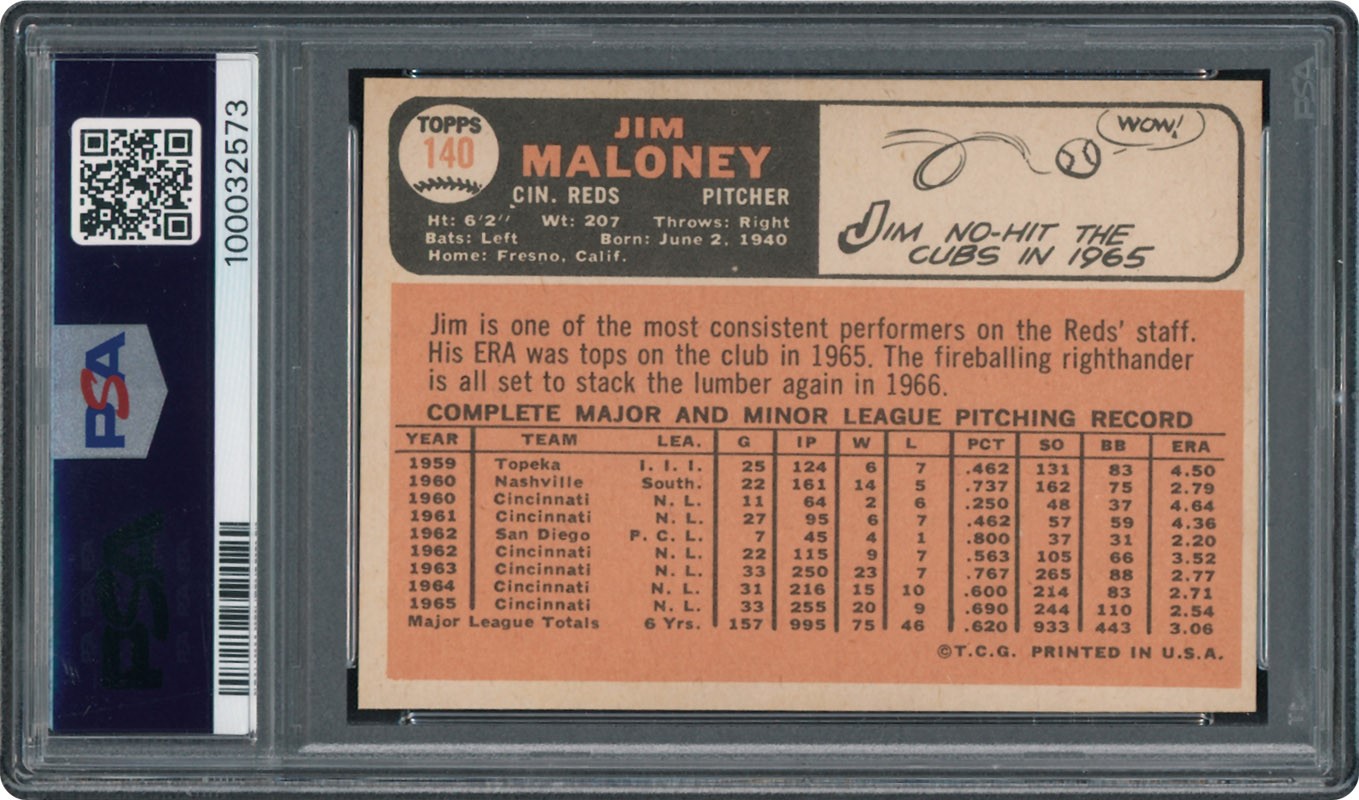 PSA
100032573
PSA
PSA
TOPPS
140
JIM
MALONEY
CIN. REDS PITCHER
Ht: 6'2" Wt: 207 Throws: Right
Bats: Left Born: June 2, 1940
Home: Fresno, Calif.
WOW!
JIM NO-HIT THE
CUBS IN 1965
Jim is one of the most consistent performers on the Reds' staff.
His ERA was tops on the club in 1965. The fireballing righthander
is all set to stack the lumber again in 1966.
COMPLETE MAJOR AND MINOR LEAGUE PITCHING RECORD
YEAR TEAM LEA. G IP W L PCT SO BB ERA
1959 Topeka I. I. I. 25 124 6 7 .462 131 83 4.50
1960 Nashville South. 22 161 14 5 .737 162 75 2.79
1960 Cincinnati N. L. 11 64 2 6 .250 48 37 4.64
1961 Cincinnati N. L. 27 95 6 7 .462 57 59 4.36
1962 San Diego P. C. L. 7 45 4 1 .800 37 31 2.20
1962 Cincinnati N. L. 22 115 9 7 .563 105 66 3.52
1963 Cincinnati N. L. 33 250 23 7 .767 265 88 2.77
1964 Cincinnati N. L. 31 216 15 10 .600 214 83 2.71
1965 Cincinnati N. L. 33 255 20 9 .690 244 110 2.54
Major League Totals 6 Yrs. 157 995 75 46 .620 933 443 3.06
©T.C.G. PRINTED IN U.S.A.